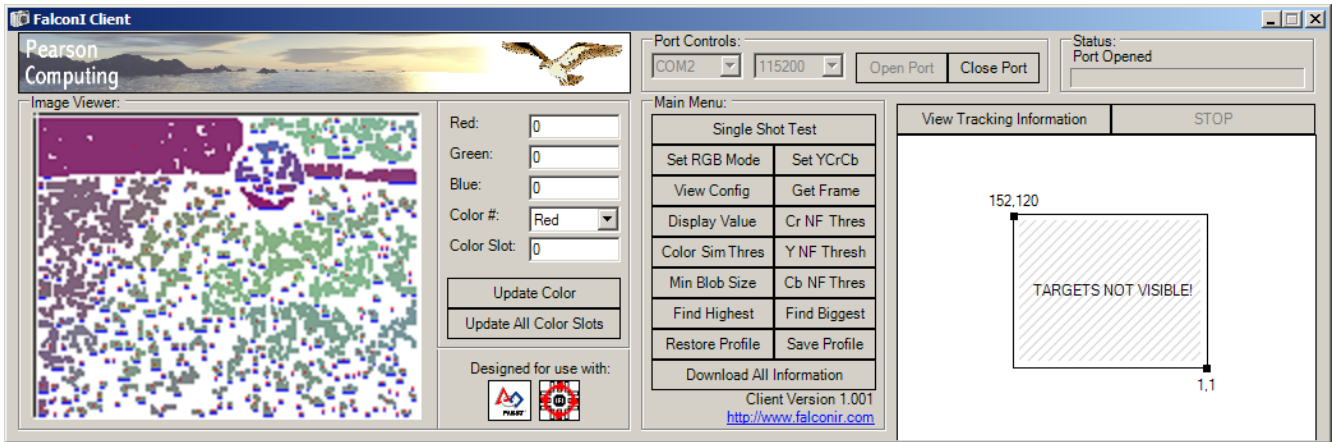 FalconI Client
Pearson
Computing
Port Controls:
COM2
115200
Open Port
Close Port
Status:
Port Opened
Image Viewer:
Red:
0
Green:
0
Blue:
0
Color #:
Red
Color Slot:
0
Update Color
Update All Color Slots
Designed for use with:
FIRST
Main Menu:
Single Shot Test
Set RGB Mode
Set YCrCb
View Config
Get Frame
Display Value
Cr NF Thres
Color Sim Thres
Y NF Thresh
Min Blob Size
Cb NF Thres
Find Highest
Find Biggest
Restore Profile
Save Profile
Download All Information
Client Version 1.001
http://www.falconir.com
View Tracking Information
STOP
152,120
TARGETS NOT VISIBLE!
1,1